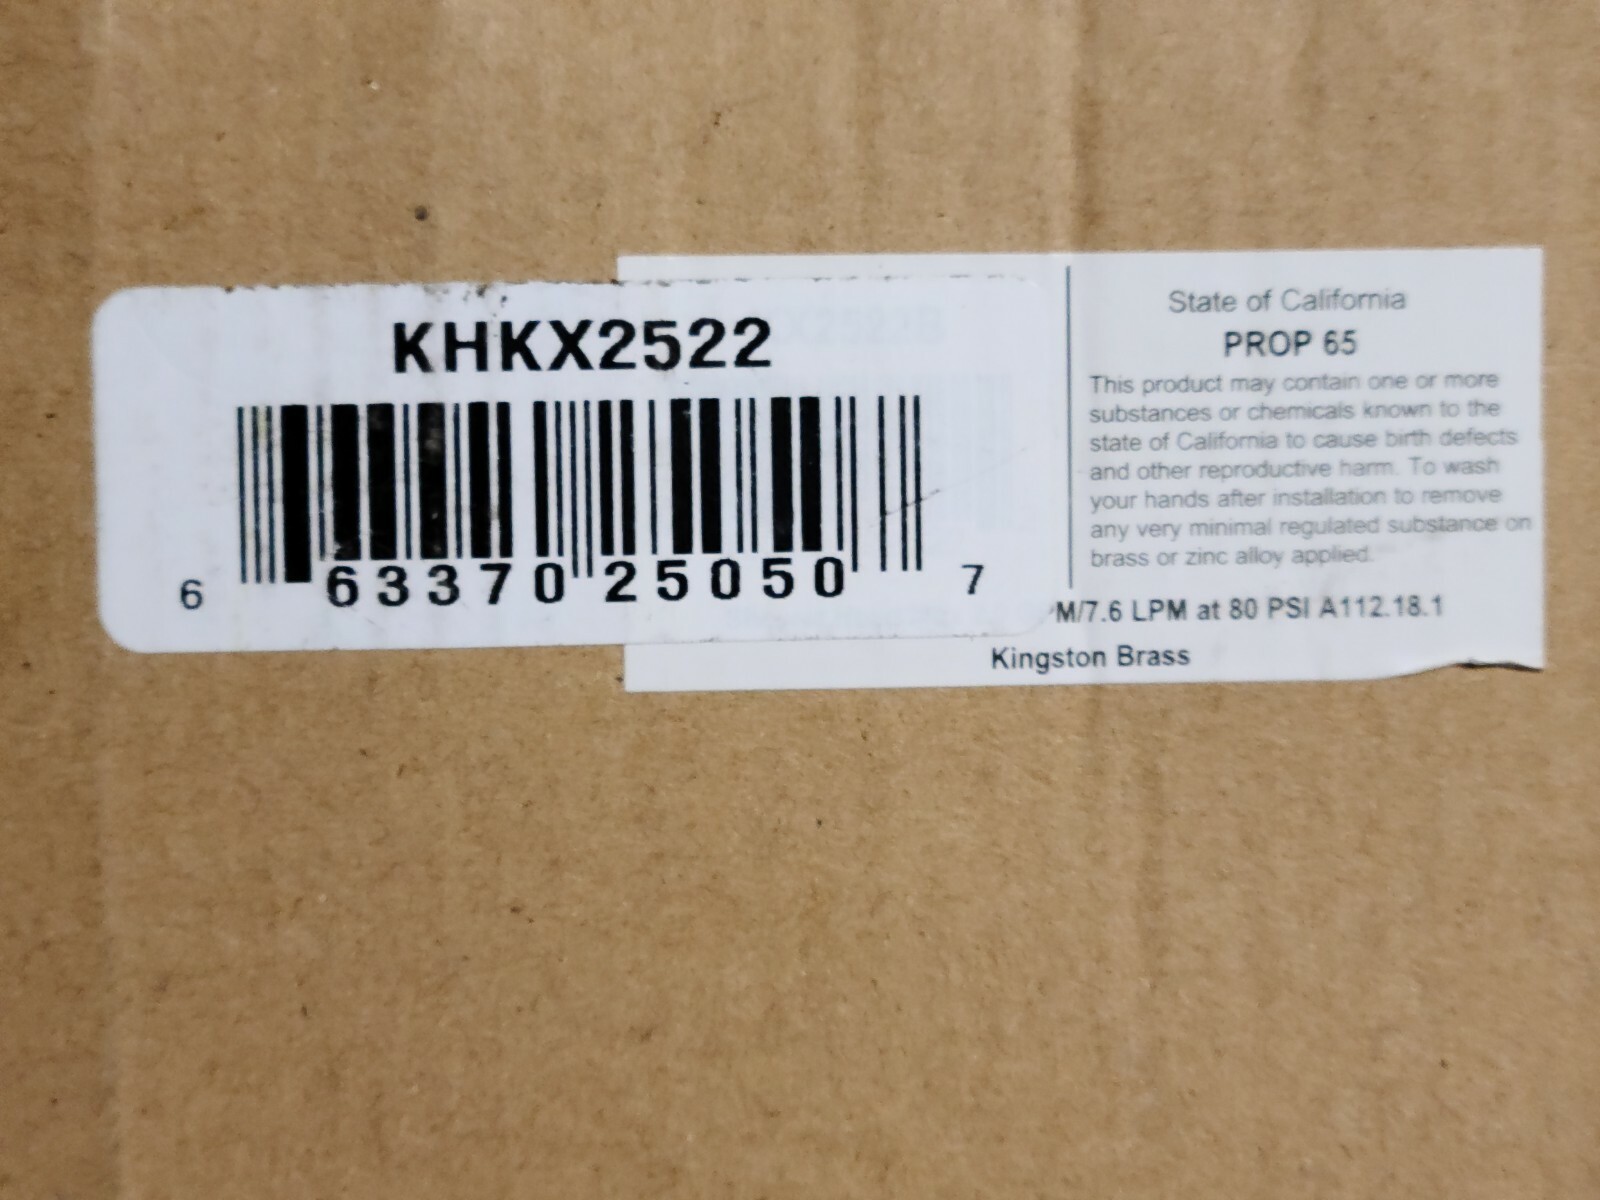 KHKX2522
6 63370 25050 7
State of California
PROP 65
This product may contain one or more
substances or chemicals known to the
state of California to cause birth defects
and other reproductive harm. To wash
your hands after installation to remove
any very minimal regulated substance on
brass or zinc alloy applied.
M/7.6 LPM at 80 PSI A112.18.1
Kingston Brass